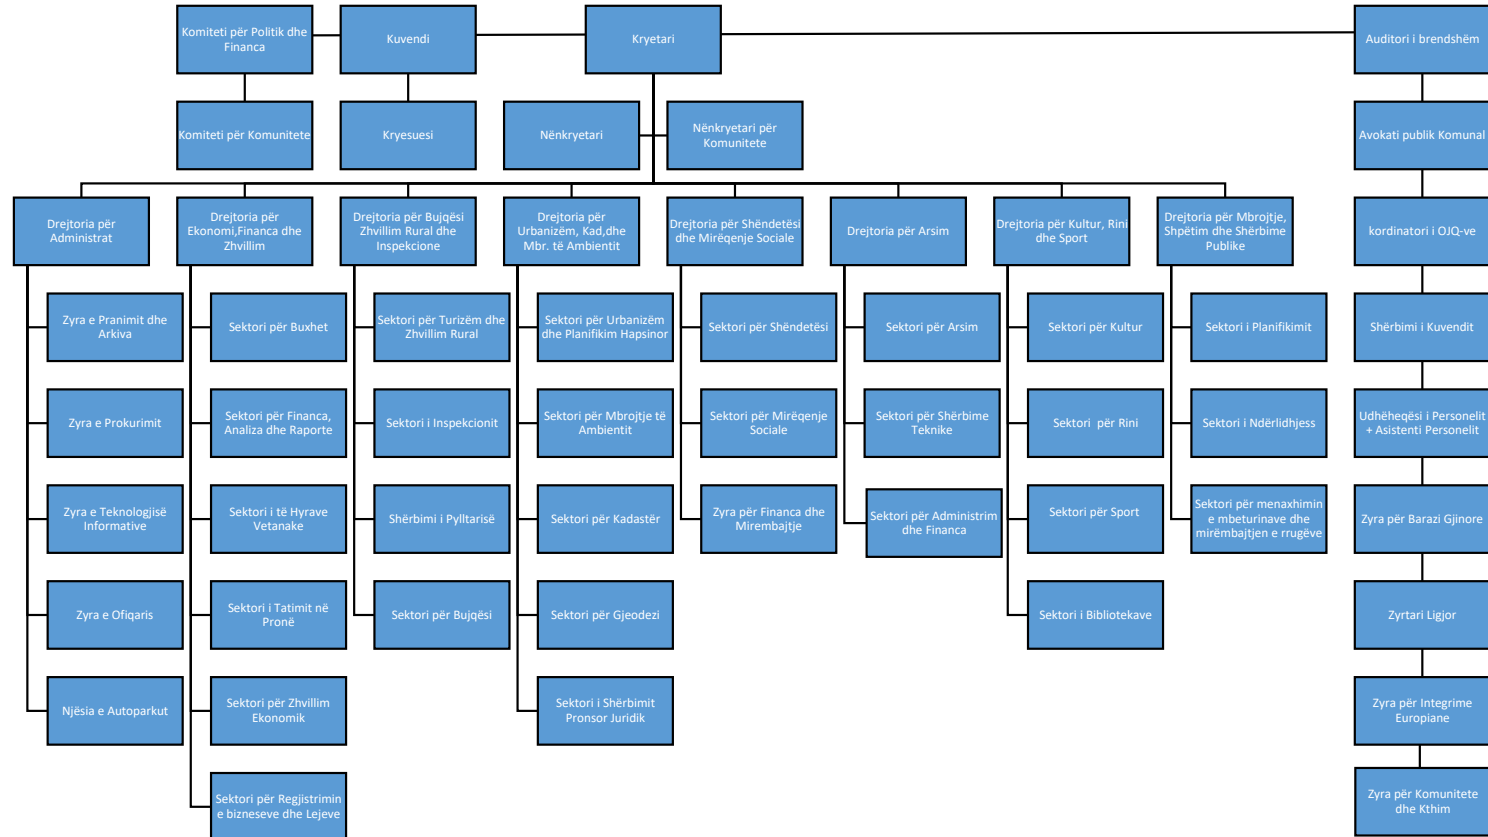 Komiteti për Politik dhe
Financa
Kuvendi
Kryetari
Auditori i brendshëm
Komiteti për Komunitete
Kryesuesi
Nënkryetari
Nënkryetari për
Komunitete
Avokati publik Komunal
Drejtoria për
Administrat
Drejtoria për
Ekonomi,Financa dhe
Zhvillim
Drejtoria për Bujqësi
Zhvillim Rural dhe
Inspekcione
Drejtoria për
Urbanizëm, Kad,dhe
Mbr. të Ambientit
Drejtoria për Shëndetësi
dhe Mirëqenje Sociale
Drejtoria për Arsim
Drejtoria për Kultur, Rini
dhe Sport
Drejtoria për Mbrojtje,
Shpëtim dhe Shërbime
Publike
kordinatori i OJQ-ve
Zyra e Pranimit dhe
Arkiva
Sektori për Buxhet
Sektori për Turizëm dhe
Zhvillim Rural
Sektori për Urbanizëm
dhe Planifikim Hapsinor
Sektori për Shëndetësi
Sektori për Arsim
Sektori për Kultur
Sektori i Planifikimit
Shërbimi i Kuvendit
Zyra e Prokurimit
Sektori për Financa,
Analiza dhe Raporte
Sektori i Inspekcionit
Sektori për Mbrojtje të
Ambientit
Sektori për Mirëqenje
Sociale
Sektori për Shërbime
Teknike
Sektori për Rini
Sektori i Ndërlidhjess
Udhëheqësi i Personelit
+ Asistenti Personelit
Zyra e Teknologjisë
Informative
Sektori i të Hyrave
Vetanake
Shërbimi i Pylltarisë
Sektori për Kadastër
Zyra për Financa dhe
Mirembajtje
Sektori për Administrim
dhe Financa
Sektori për Sport
Sektori për menaxhimin
e mbeturinave dhe
mirëmbajtjen e rrugëve
Zyra për Barazi Gjinore
Zyra e Ofiqaris
Sektori i Tatimit në
Pronë
Sektori për Bujqësi
Sektori për Gjeodezi
Sektori i Bibliotekave
Zyrtari Ligjor
Njësia e Autoparkut
Sektori për Zhvillim
Ekonomik
Sektori i Shërbimit
Pronsor Juridik
Zyra për Integrime
Europiane
Sektori për Regjistrimin
e bizneseve dhe Lejeve
Zyra për Komunitete
dhe Kthim